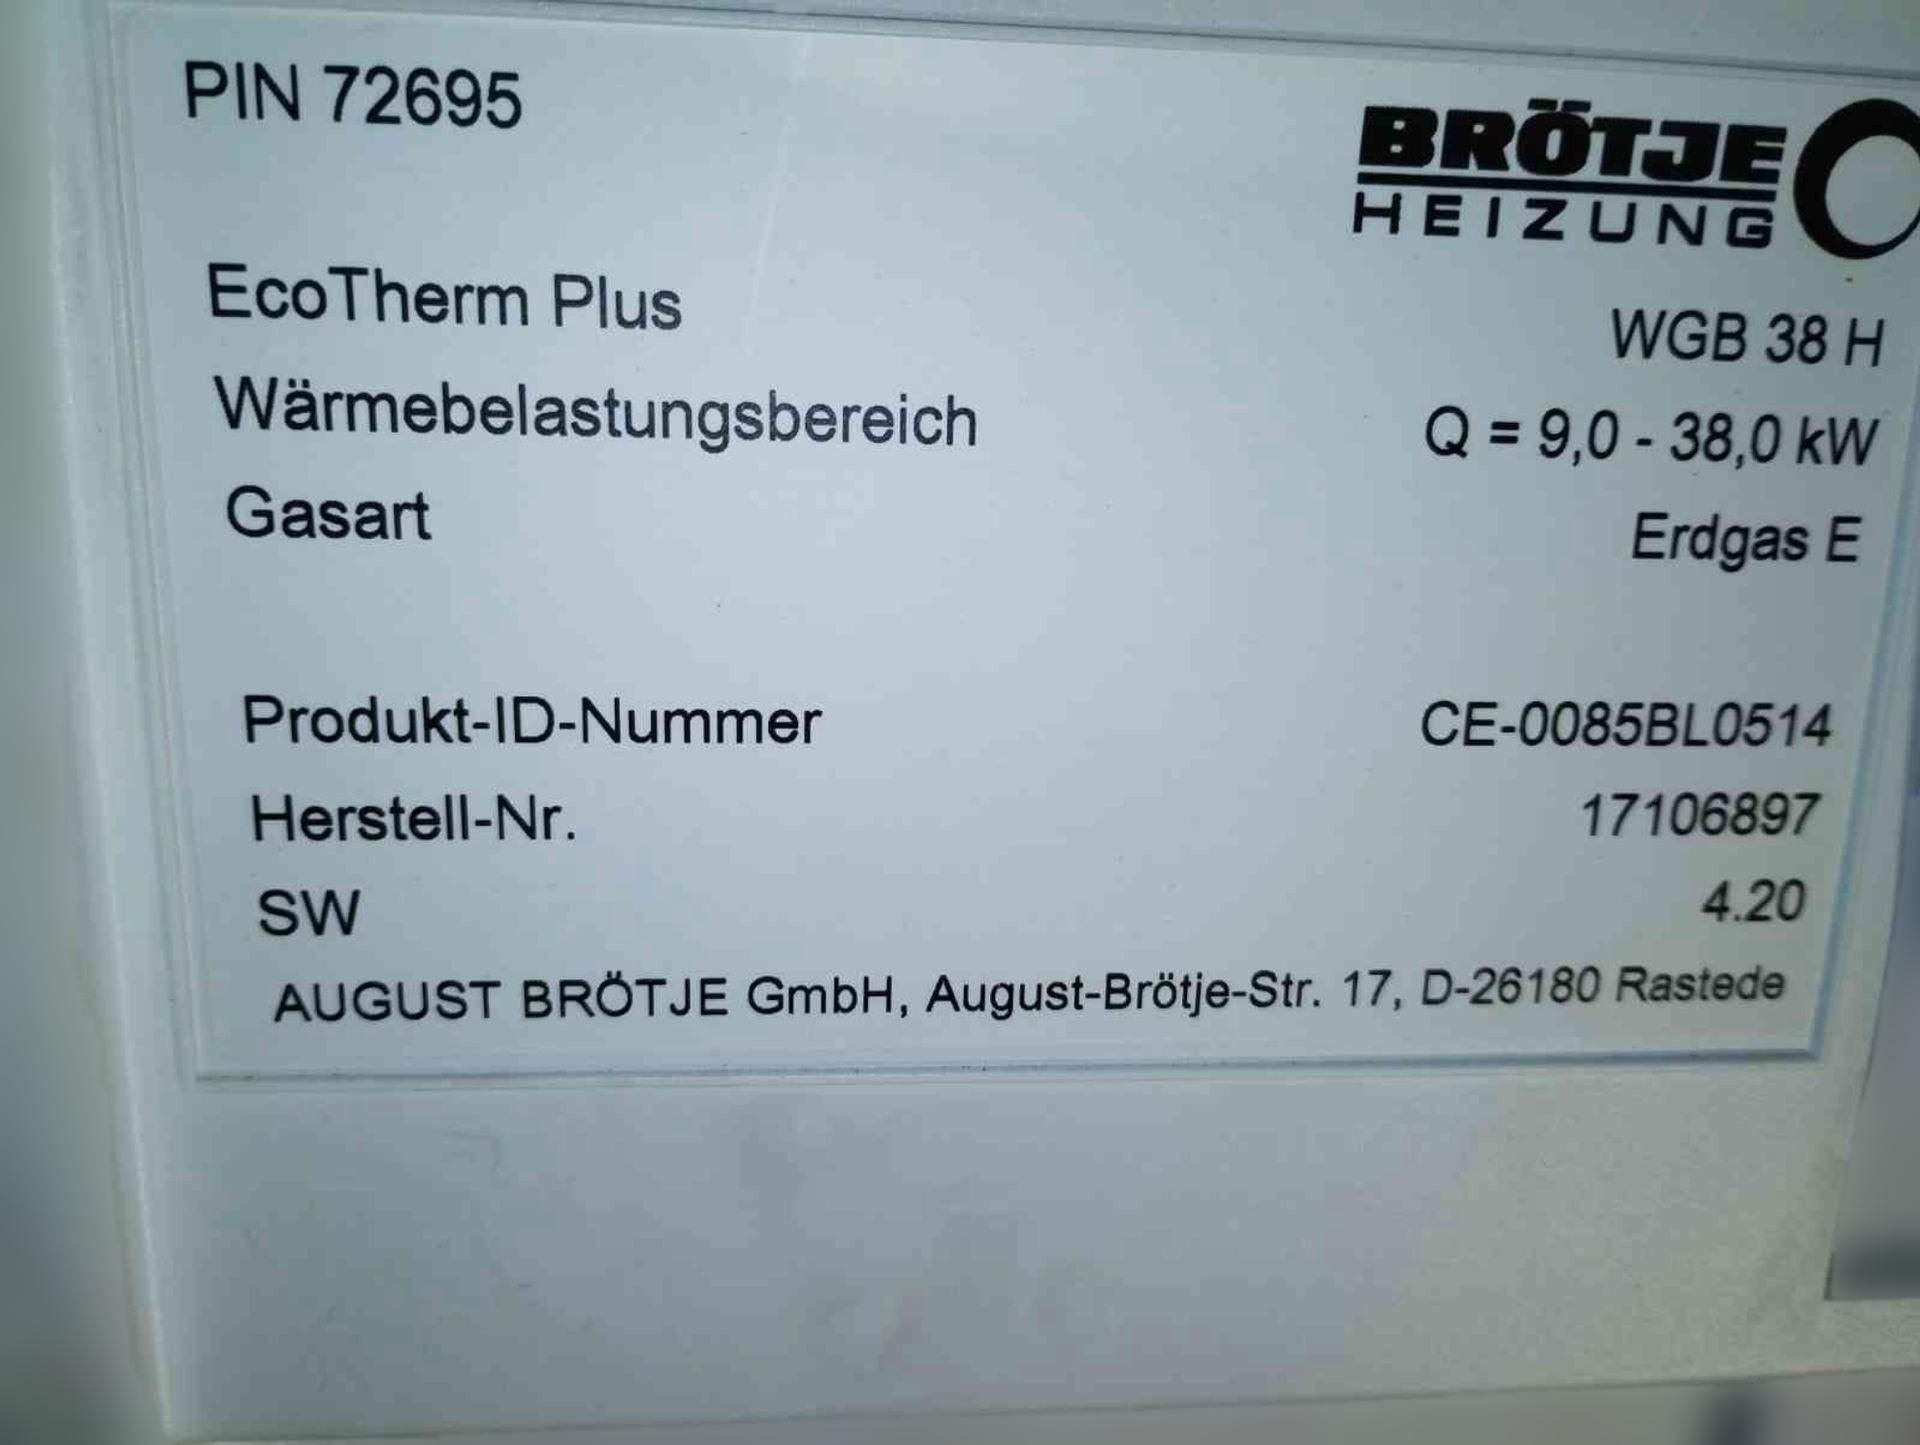 PIN 72695
BRÖTJE
HEIZUNG
EcoTherm Plus WGB 38 H
Wärmebelastungsbereich Q = 9,0 - 38,0 kW
Gasart Erdgas E
Produkt-ID-Nummer CE-0085BL0514
Herstell-Nr. 17106897
SW 4.20
AUGUST BRÖTJE GmbH, August-Brötje-Str. 17, D-26180 Rastede